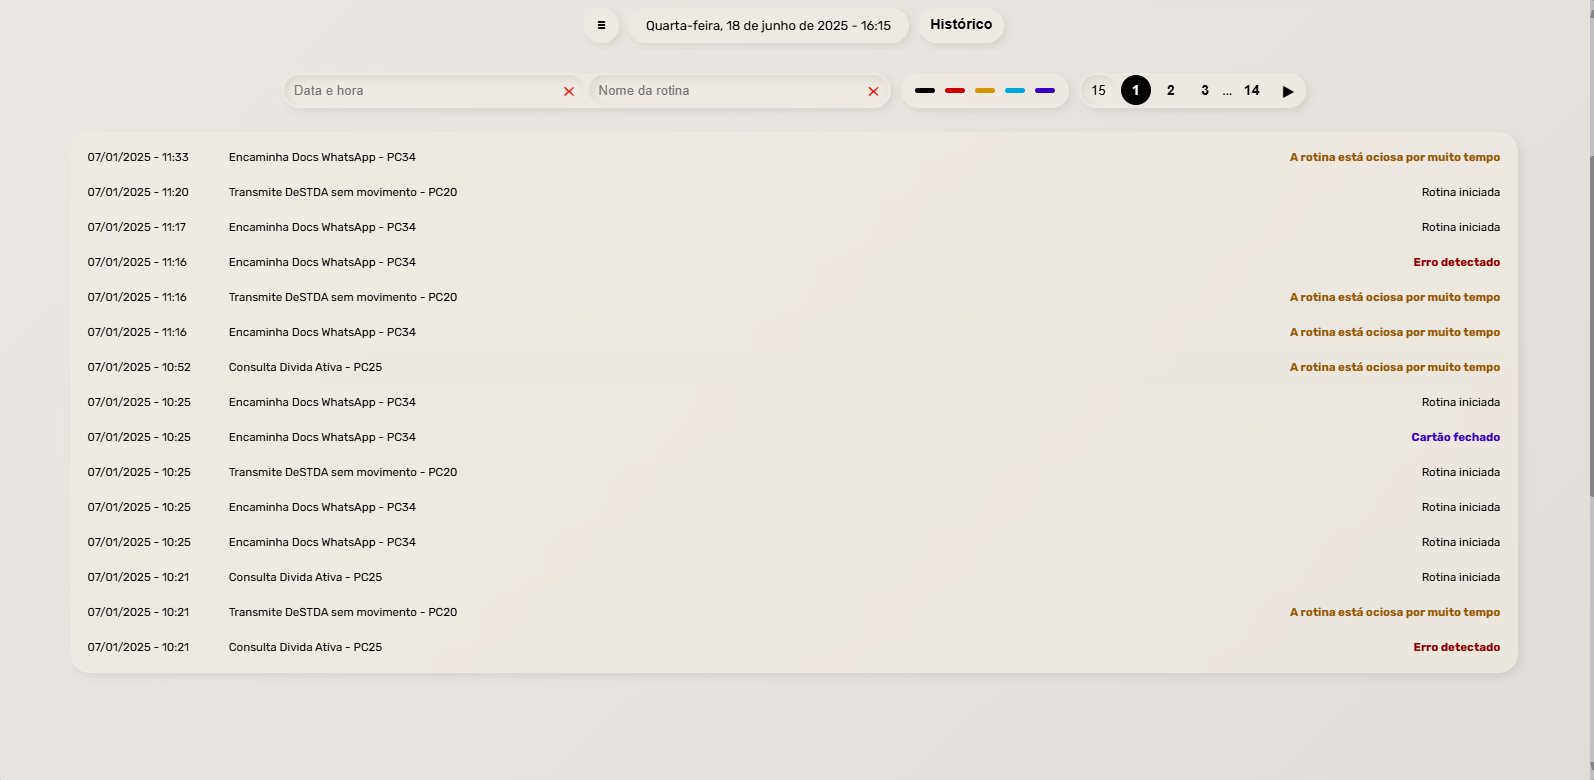 ≡ Quarta-feira, 18 de junho de 2025 - 16:15 Histórico
Data e hora × Nome da rotina × 15 1 2 3 ... 14 ▶
07/01/2025 - 11:33 Encaminha Docs WhatsApp - PC34 A rotina está ociosa por muito tempo
07/01/2025 - 11:20 Transmite DeSTDA sem movimento - PC20 Rotina iniciada
07/01/2025 - 11:17 Encaminha Docs WhatsApp - PC34 Rotina iniciada
07/01/2025 - 11:16 Encaminha Docs WhatsApp - PC34 Erro detectado
07/01/2025 - 11:16 Transmite DeSTDA sem movimento - PC20 A rotina está ociosa por muito tempo
07/01/2025 - 11:16 Encaminha Docs WhatsApp - PC34 A rotina está ociosa por muito tempo
07/01/2025 - 10:52 Consulta Divida Ativa - PC25 A rotina está ociosa por muito tempo
07/01/2025 - 10:25 Encaminha Docs WhatsApp - PC34 Rotina iniciada
07/01/2025 - 10:25 Encaminha Docs WhatsApp - PC34 Cartão fechado
07/01/2025 - 10:25 Transmite DeSTDA sem movimento - PC20 Rotina iniciada
07/01/2025 - 10:25 Encaminha Docs WhatsApp - PC34 Rotina iniciada
07/01/2025 - 10:25 Encaminha Docs WhatsApp - PC34 Rotina iniciada
07/01/2025 - 10:21 Consulta Divida Ativa - PC25 Rotina iniciada
07/01/2025 - 10:21 Transmite DeSTDA sem movimento - PC20 A rotina está ociosa por muito tempo
07/01/2025 - 10:21 Consulta Divida Ativa - PC25 Erro detectado